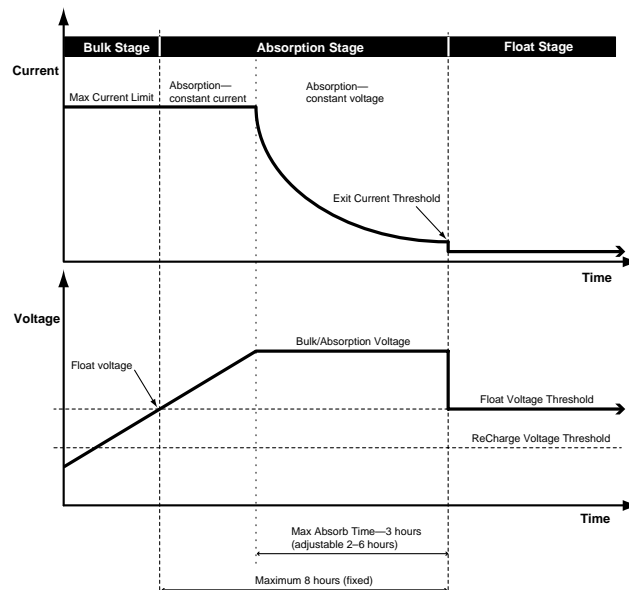 Bulk Stage
Absorption Stage
Float Stage
Current
Max Current Limit
Absorption—
constant current
Absorption—
constant voltage
Exit Current Threshold
Time
Voltage
Bulk/Absorption Voltage
Float voltage
Float Voltage Threshold
ReCharge Voltage Threshold
Time
Max Absorb Time—3 hours
(adjustable 2–6 hours)
Maximum 8 hours (fixed)